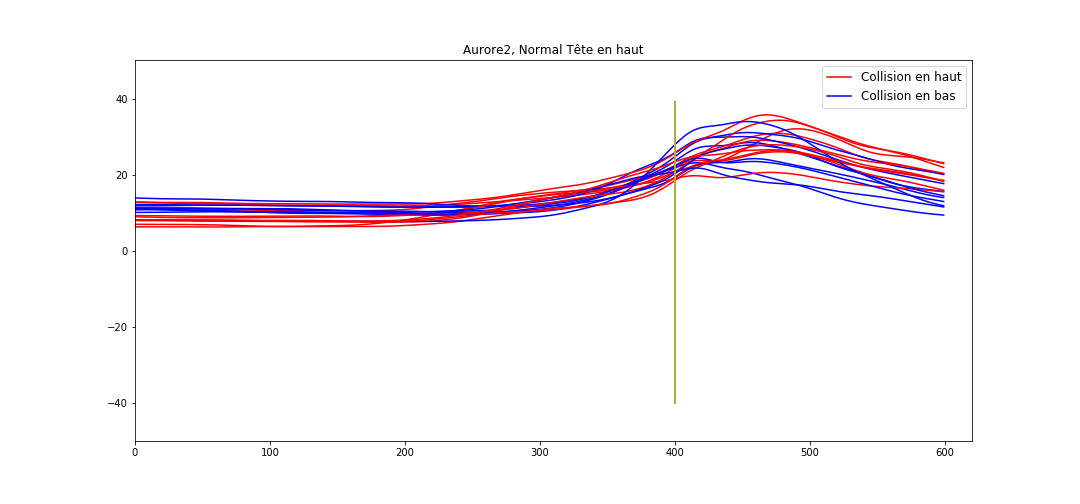 Aurore2, Normal Tête en haut
Collision en haut
Collision en bas
40
20
0
−20
−40
0 100 200 300 400 500 600